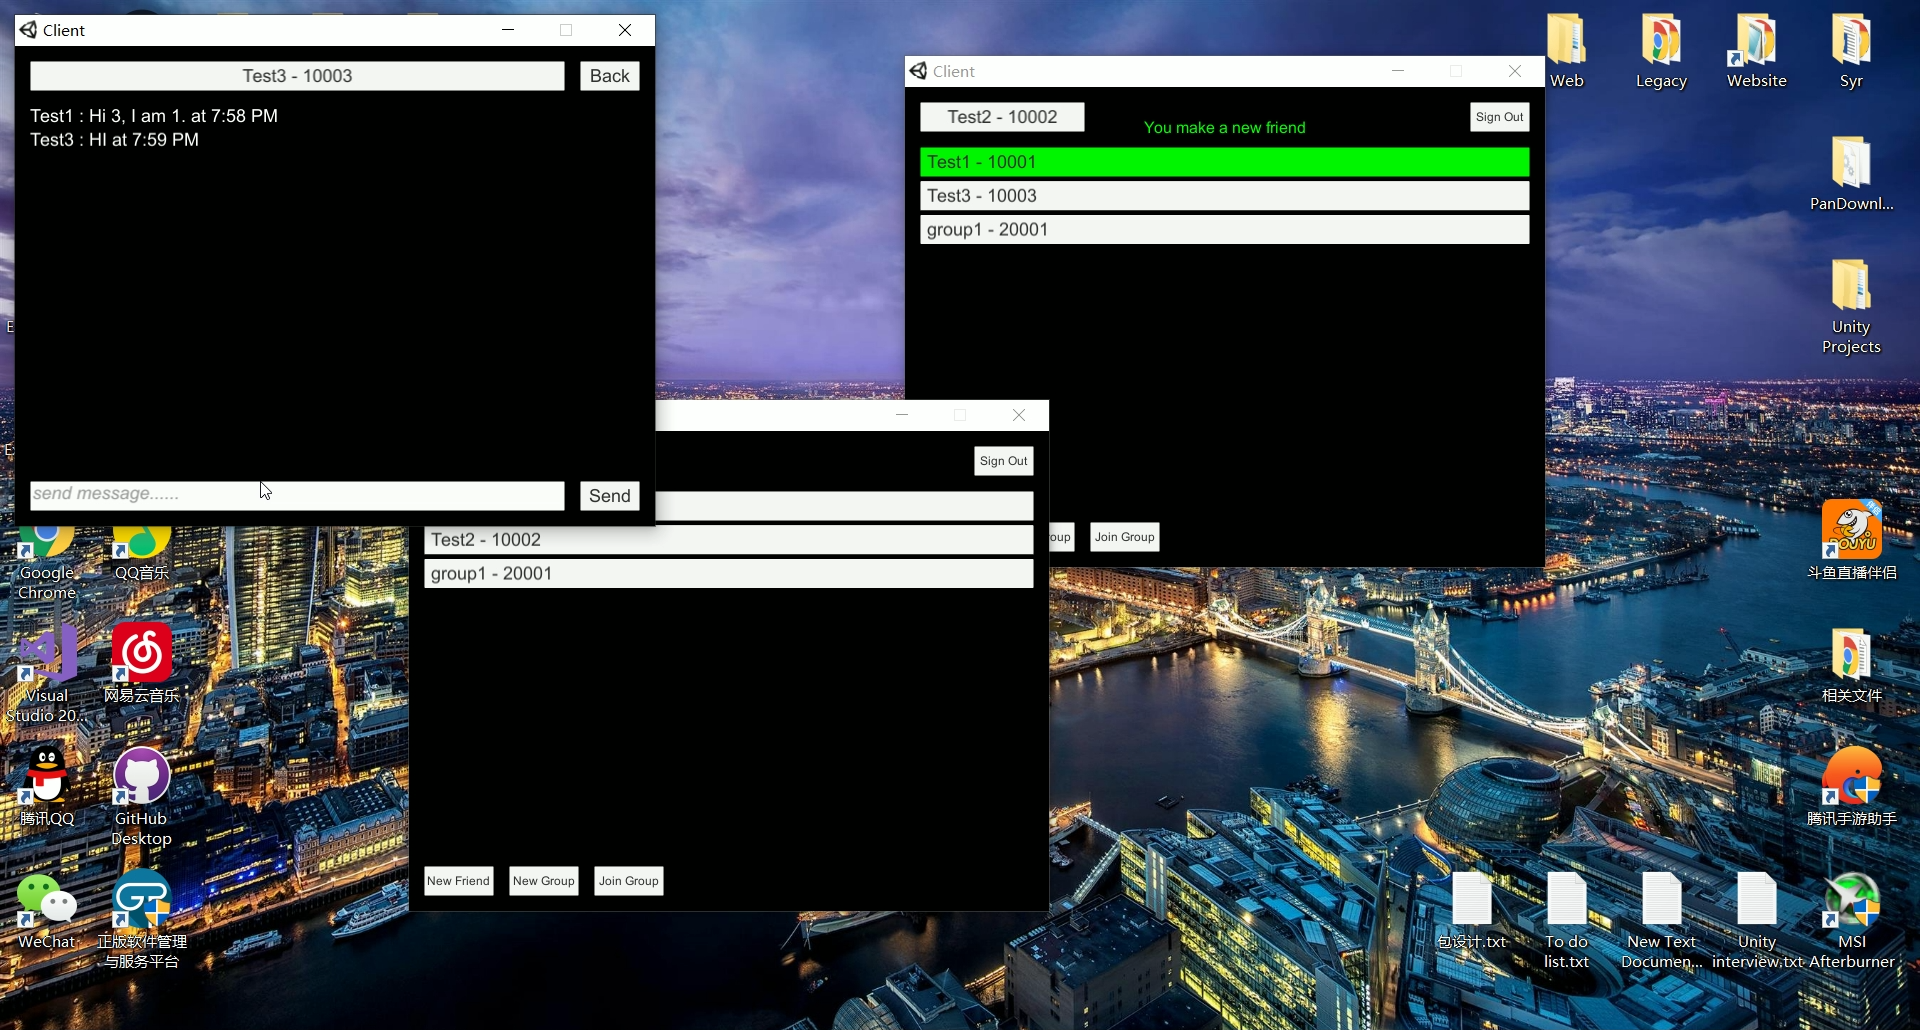 Client
Test3 - 10003
Back
Test1 : Hi 3, I am 1. at 7:58 PM
Test3 : HI at 7:59 PM
send message......
Send
Client
Test2 - 10002
You make a new friend
Sign Out
Test1 - 10001
Test3 - 10003
group1 - 20001
oup
Join Group
Sign Out
Test2 - 10002
group1 - 20001
New Friend
New Group
Join Group
Web
Legacy
Website
Syr
PanDownl...
Unity
Projects
斗鱼直播伴侣
相关文件
腾讯手游助手
Google
Chrome
QQ音乐
Visual
Studio 20...
网易云音乐
腾讯QQ
GitHub
Desktop
WeChat
正版软件管理
与服务平台
包设计.txt
To do
list.txt
New Text
Documen...
Unity
interview.txt
MSI
Afterburner